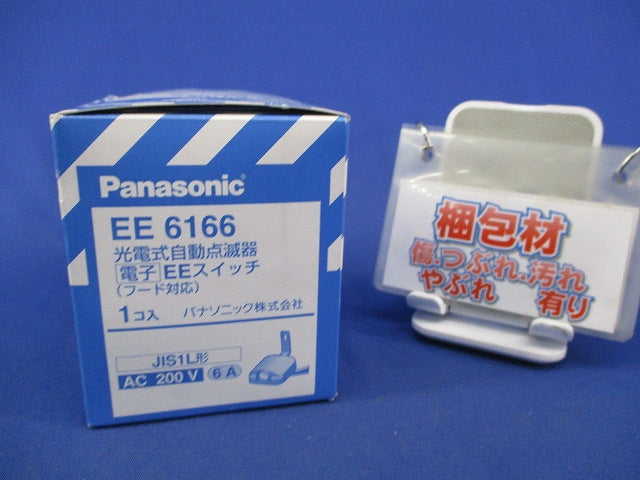 Panasonic
EE 6166
光電式自動点滅器
電子 EEスイッチ
(フード対応)
1コ入 パナソニック株式会社
JIS1L形
AC 200 V 6 A
梱包材
傷、つぶれ、汚れ
やぶれ 有り